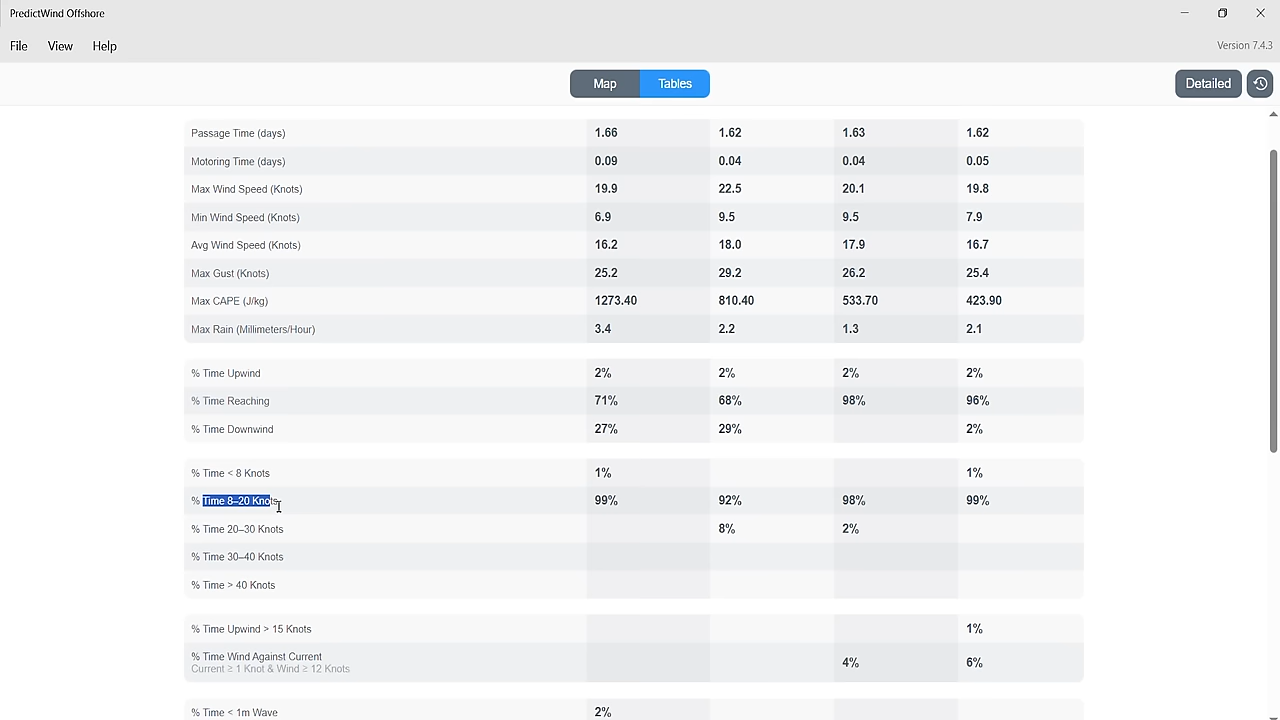 PredictWind Offshore
File View Help Version 7.4.3
Map Tables Detailed
Passage Time (days) 1.66 1.62 1.63 1.62
Motoring Time (days) 0.09 0.04 0.04 0.05
Max Wind Speed (Knots) 19.9 22.5 20.1 19.8
Min Wind Speed (Knots) 6.9 9.5 9.5 7.9
Avg Wind Speed (Knots) 16.2 18.0 17.9 16.7
Max Gust (Knots) 25.2 29.2 26.2 25.4
Max CAPE (J/kg) 1273.40 810.40 533.70 423.90
Max Rain (Millimeters/Hour) 3.4 2.2 1.3 2.1
% Time Upwind 2% 2% 2% 2%
% Time Reaching 71% 68% 98% 96%
% Time Downwind 27% 29% 2%
% Time < 8 Knots 1% 1%
% Time 8–20 Knots 99% 92% 98% 99%
% Time 20–30 Knots 8% 2%
% Time 30–40 Knots
% Time > 40 Knots
% Time Upwind > 15 Knots 1%
% Time Wind Against Current 4% 6%
Current ≥ 1 Knot & Wind ≥ 12 Knots
% Time < 1m Wave 2%